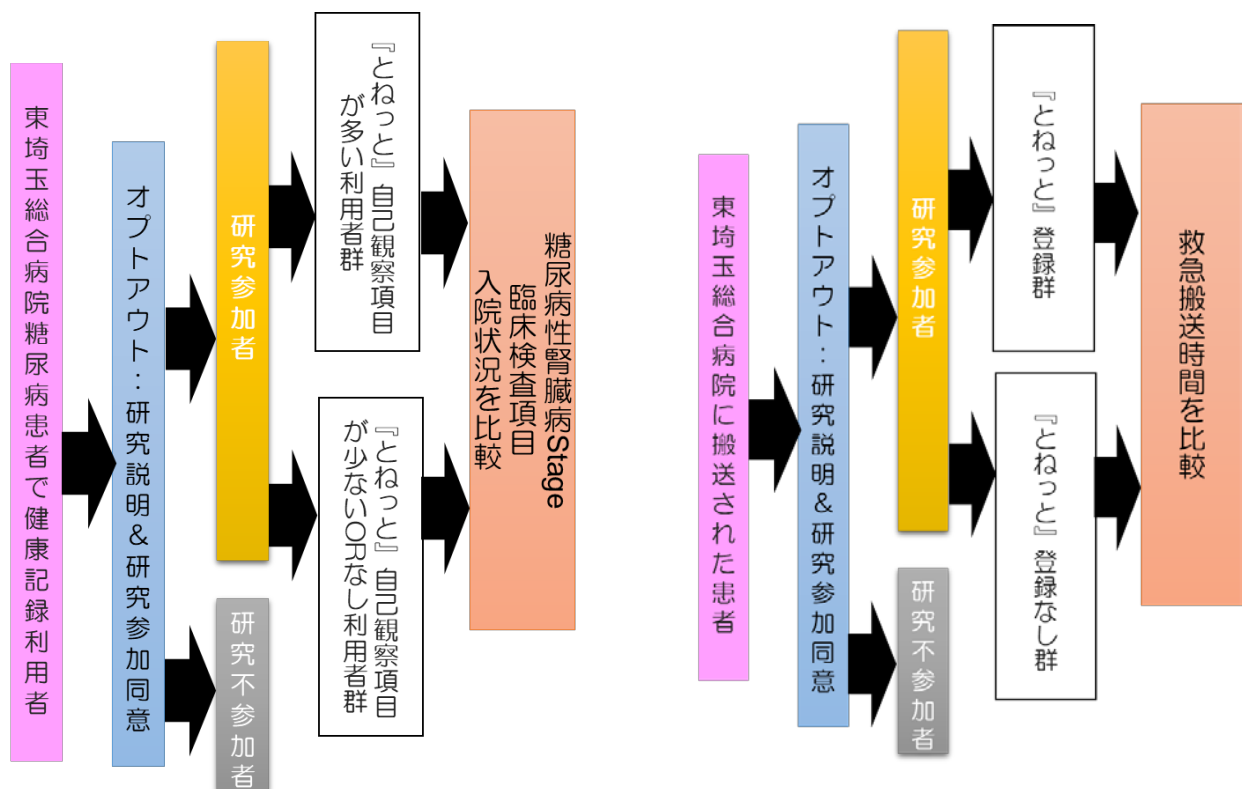 東埼玉総合病院糖尿病患者で健康記録利用者
オプトアウト：研究説明＆研究参加同意
研究参加者
研究不参加者
『とねっと』自己観察項目
が多い利用者群
『とねっと』自己観察項目
が少ないORなし利用者群
糖尿病性腎臓病Stage
臨床検査項目
入院状況を比較
東埼玉総合病院に搬送された患者
オプトアウト：研究説明＆研究参加同意
研究参加者
研究不参加者
『とねっと』登録群
『とねっと』登録なし群
救急搬送時間を比較